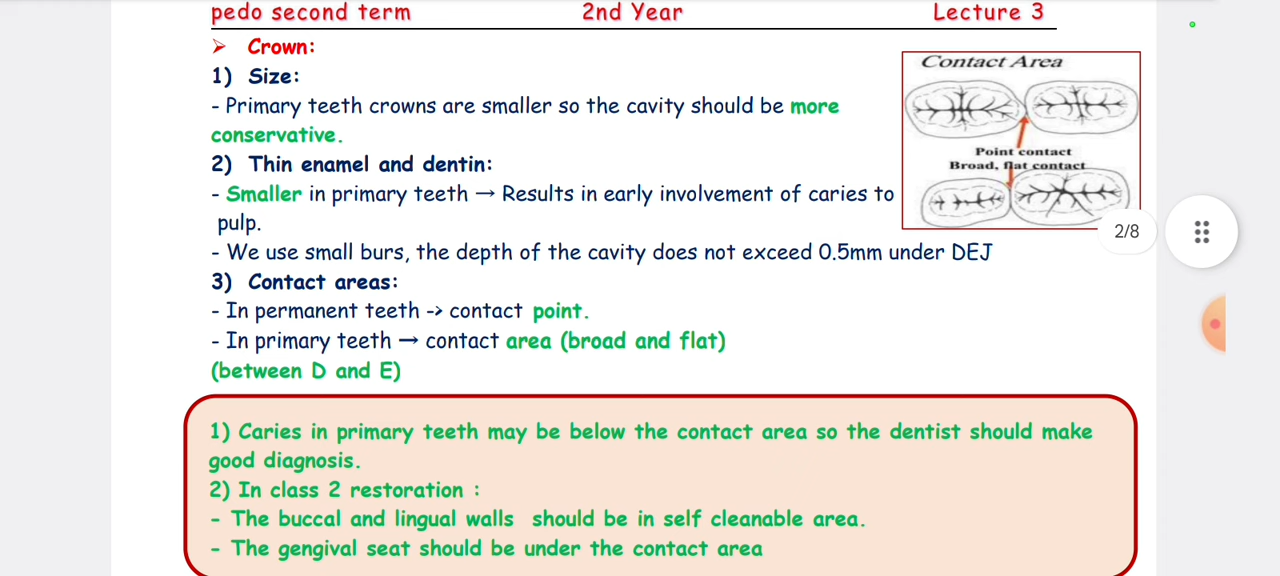 pedo second term 2nd Year Lecture 3
➢ Crown:
1) Size:
- Primary teeth crowns are smaller so the cavity should be more
conservative.
2) Thin enamel and dentin:
- Smaller in primary teeth → Results in early involvement of caries to
pulp.
- We use small burs, the depth of the cavity does not exceed 0.5mm under DEJ
3) Contact areas:
- In permanent teeth -> contact point.
- In primary teeth → contact area (broad and flat)
(between D and E)
Contact Area
Point contact
Broad, flat contact
2/8
1) Caries in primary teeth may be below the contact area so the dentist should make
good diagnosis.
2) In class 2 restoration :
- The buccal and lingual walls should be in self cleanable area.
- The gengival seat should be under the contact area